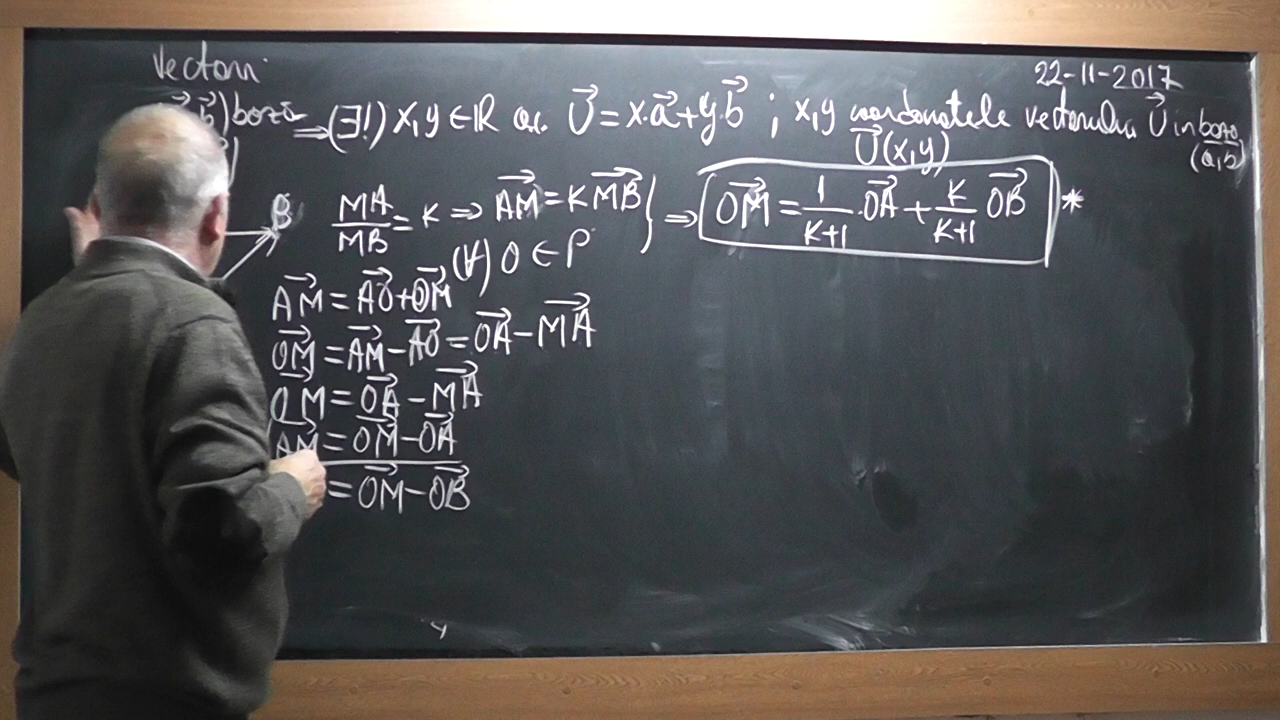 Vectori
22-11-2017
b⃗) bază ⇒ (∃!) x,y ∈ ℝ a.î. U⃗ = x·a⃗ + y·b⃗ ; x,y coordonatele vectorului U⃗ in baza
(a,b)
U⃗(x,y)
B
MA/MB = K ⇒ AM⃗ = K MB⃗ } ⇒ OM⃗ = 1/(K+1) · OA⃗ + K/(K+1) OB⃗ *
(∀) O ∈ P
AM⃗ = AO⃗ + OM⃗
OM⃗ = AM⃗ - AO⃗ = OA⃗ - MA⃗
OM⃗ = OA⃗ - MA⃗
AM⃗ = OM⃗ - OA⃗
= OM⃗ - OB⃗